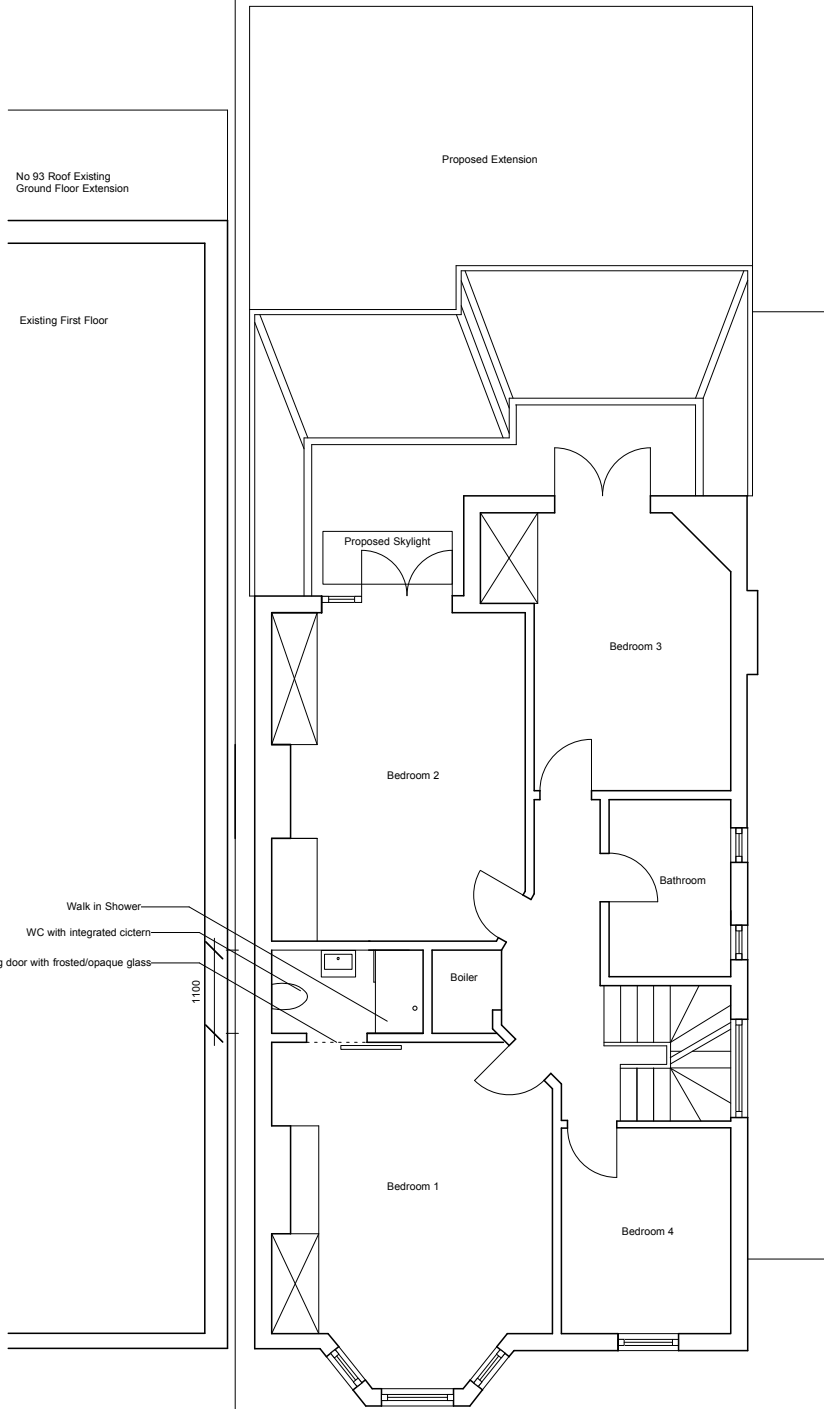 Proposed Extension
No 93 Roof Existing
Ground Floor Extension
Existing First Floor
Proposed Skylight
Bedroom 3
Bedroom 2
Bathroom
Walk in Shower
WC with integrated cictern
g door with frosted/opaque glass
Boiler
1100
Bedroom 1
Bedroom 4